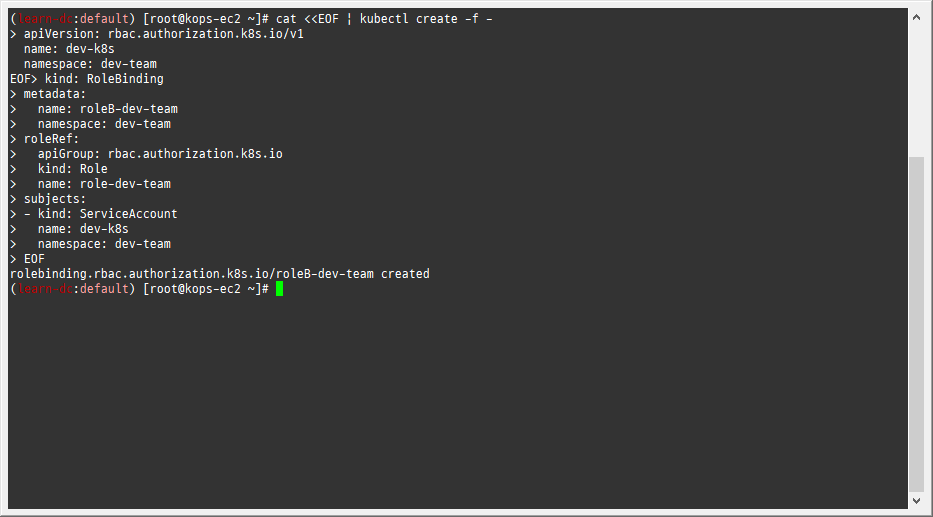 (learn-dt:default) [root@kops-ec2 ~]# cat <<EOF | kubectl create -f -
> apiVersion: rbac.authorization.k8s.io/v1
  name: dev-k8s
  namespace: dev-team
EOF> kind: RoleBinding
> metadata:
>   name: roleB-dev-team
>   namespace: dev-team
> roleRef:
>   apiGroup: rbac.authorization.k8s.io
>   kind: Role
>   name: role-dev-team
> subjects:
> - kind: ServiceAccount
>   name: dev-k8s
>   namespace: dev-team
> EOF
rolebinding.rbac.authorization.k8s.io/roleB-dev-team created
(learn-dt:default) [root@kops-ec2 ~]#